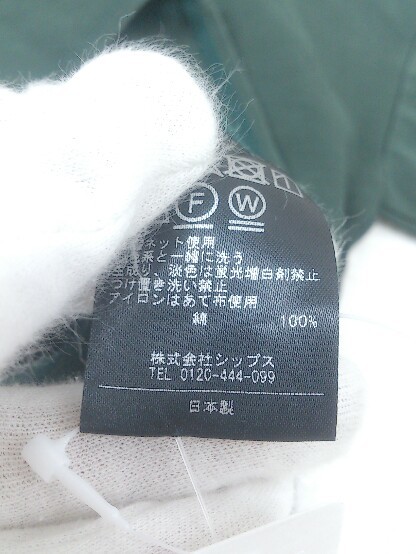 F W
ネット使用
系と一緒に洗う
生成り、淡色は蛍光増白剤禁止
つけ置き洗い禁止
アイロンはあて布使用
綿 100%
株式会社シップス
TEL 0120-444-099
日本製